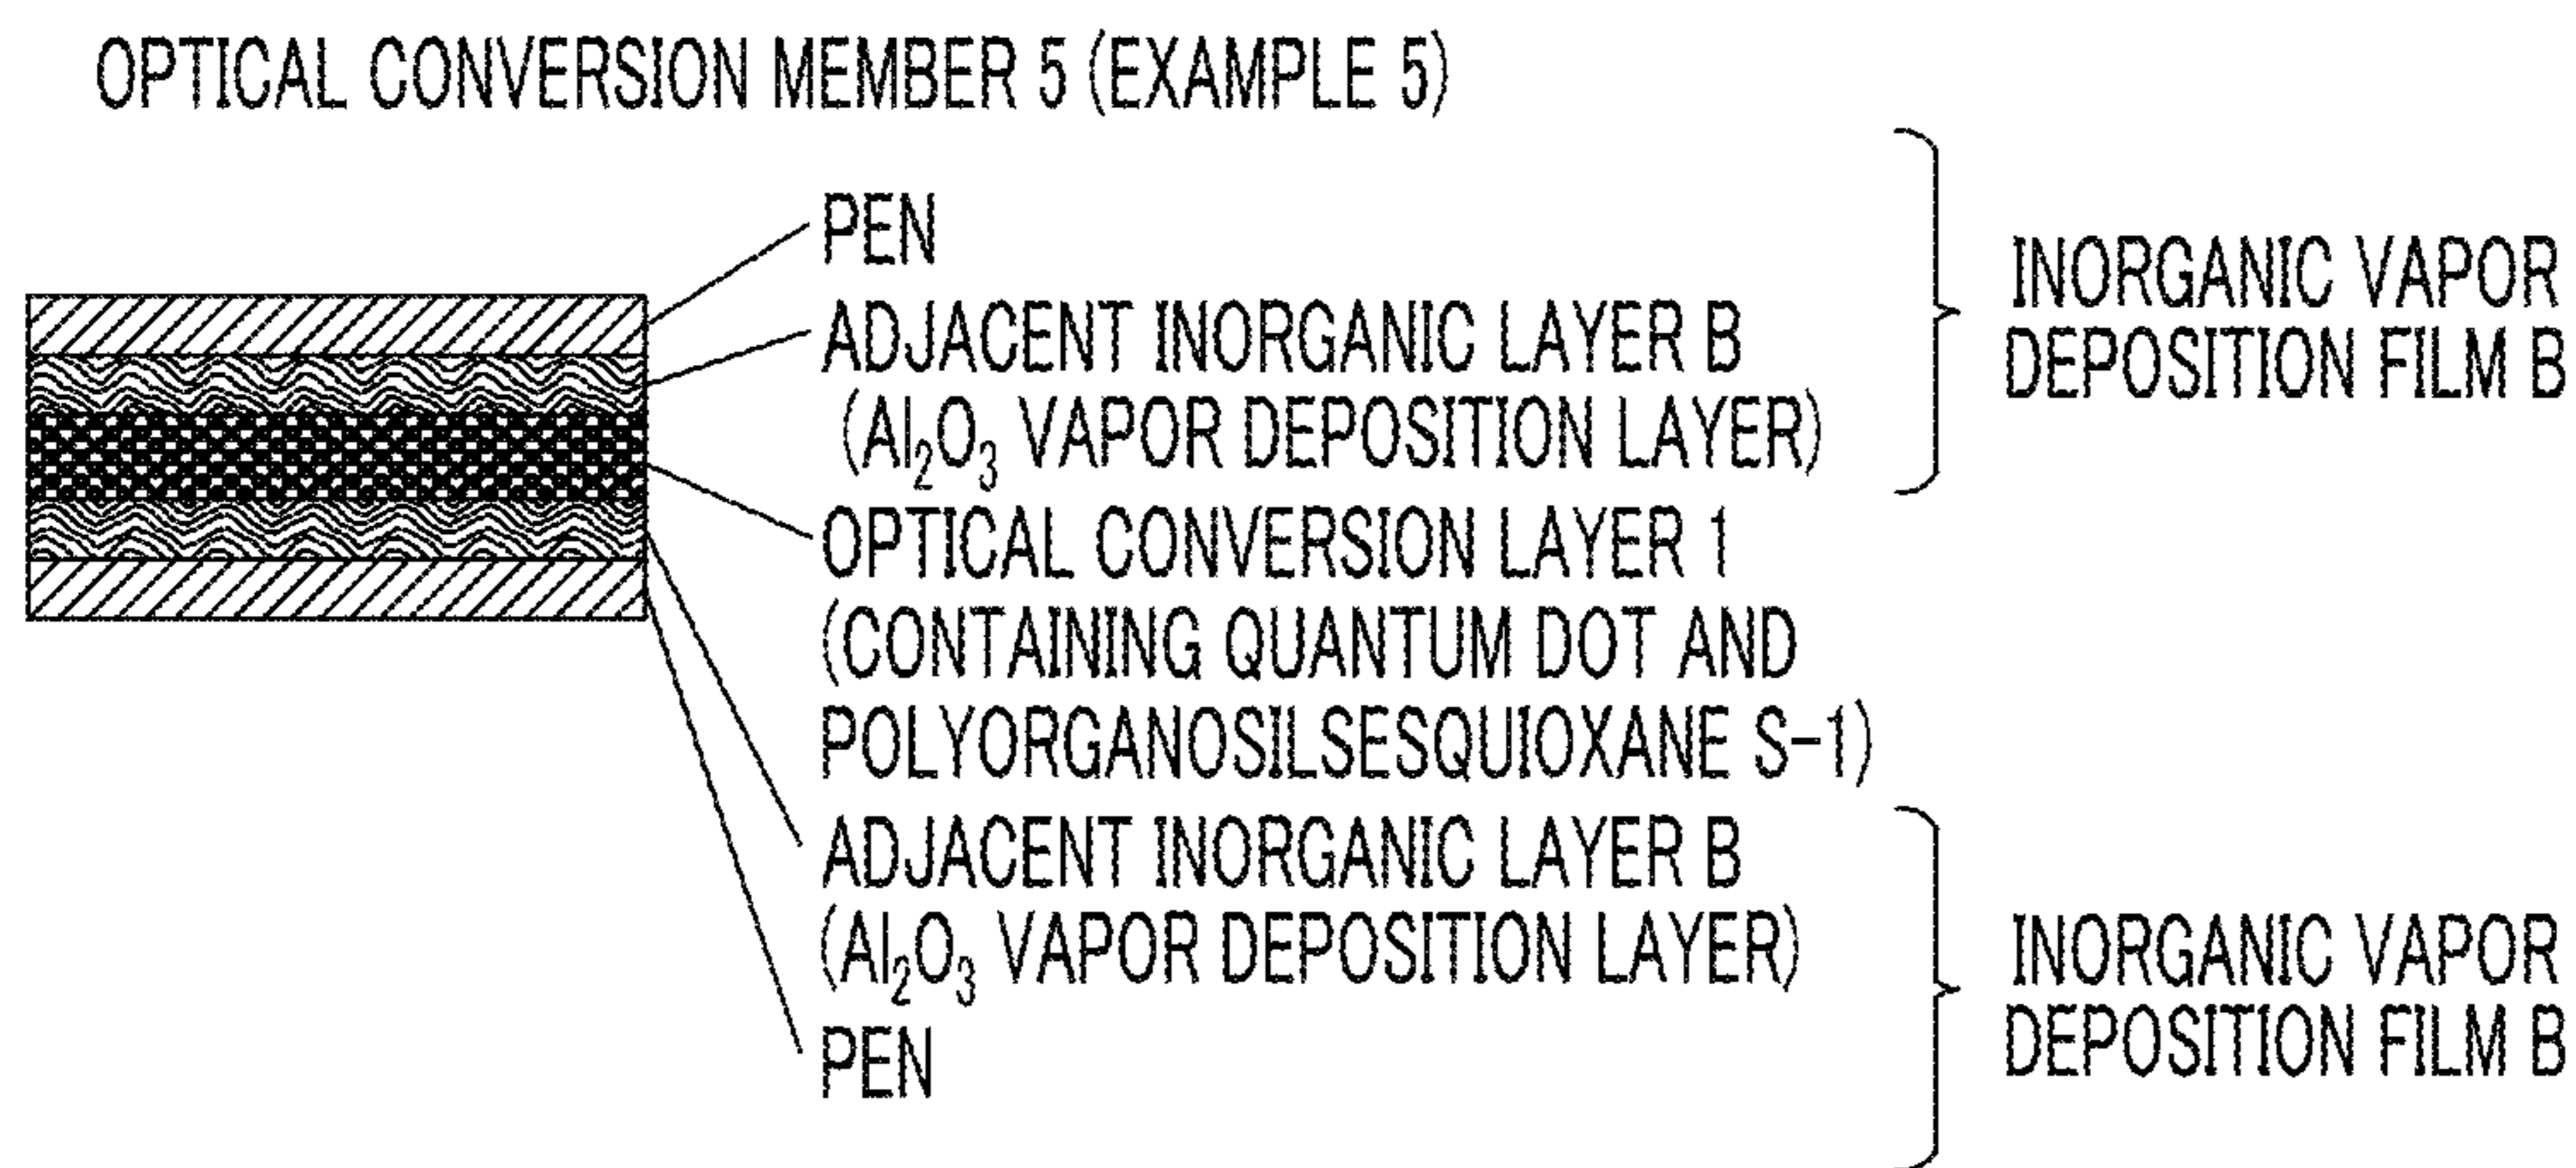 OPTICAL CONVERSION MEMBER 5 (EXAMPLE 5)
PEN
ADJACENT INORGANIC LAYER B
(Al₂O₃ VAPOR DEPOSITION LAYER)
INORGANIC VAPOR
DEPOSITION FILM B
OPTICAL CONVERSION LAYER 1
(CONTAINING QUANTUM DOT AND
POLYORGANOSILSESQUIOXANE S-1)
ADJACENT INORGANIC LAYER B
(Al₂O₃ VAPOR DEPOSITION LAYER)
PEN
INORGANIC VAPOR
DEPOSITION FILM B